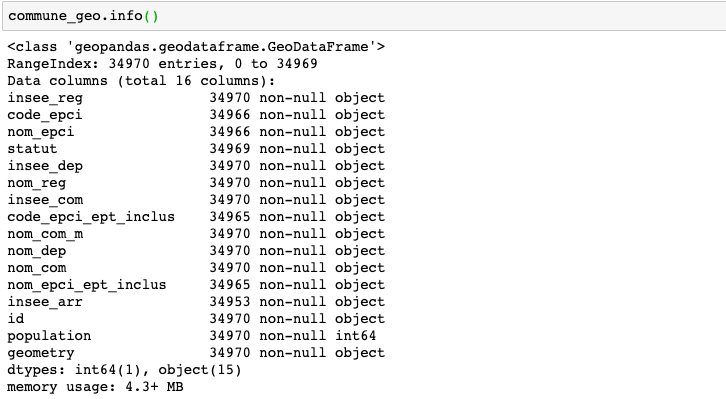 commune_geo.info()
<class 'geopandas.geodataframe.GeoDataFrame'>
RangeIndex: 34970 entries, 0 to 34969
Data columns (total 16 columns):
insee_reg                34970 non-null object
code_epci                34966 non-null object
nom_epci                 34966 non-null object
statut                   34969 non-null object
insee_dep                34970 non-null object
nom_reg                  34970 non-null object
insee_com                34970 non-null object
code_epci_ept_inclus     34965 non-null object
nom_com_m                34970 non-null object
nom_dep                  34970 non-null object
nom_com                  34970 non-null object
nom_epci_ept_inclus      34965 non-null object
insee_arr                34953 non-null object
id                       34970 non-null object
population               34970 non-null int64
geometry                 34970 non-null object
dtypes: int64(1), object(15)
memory usage: 4.3+ MB